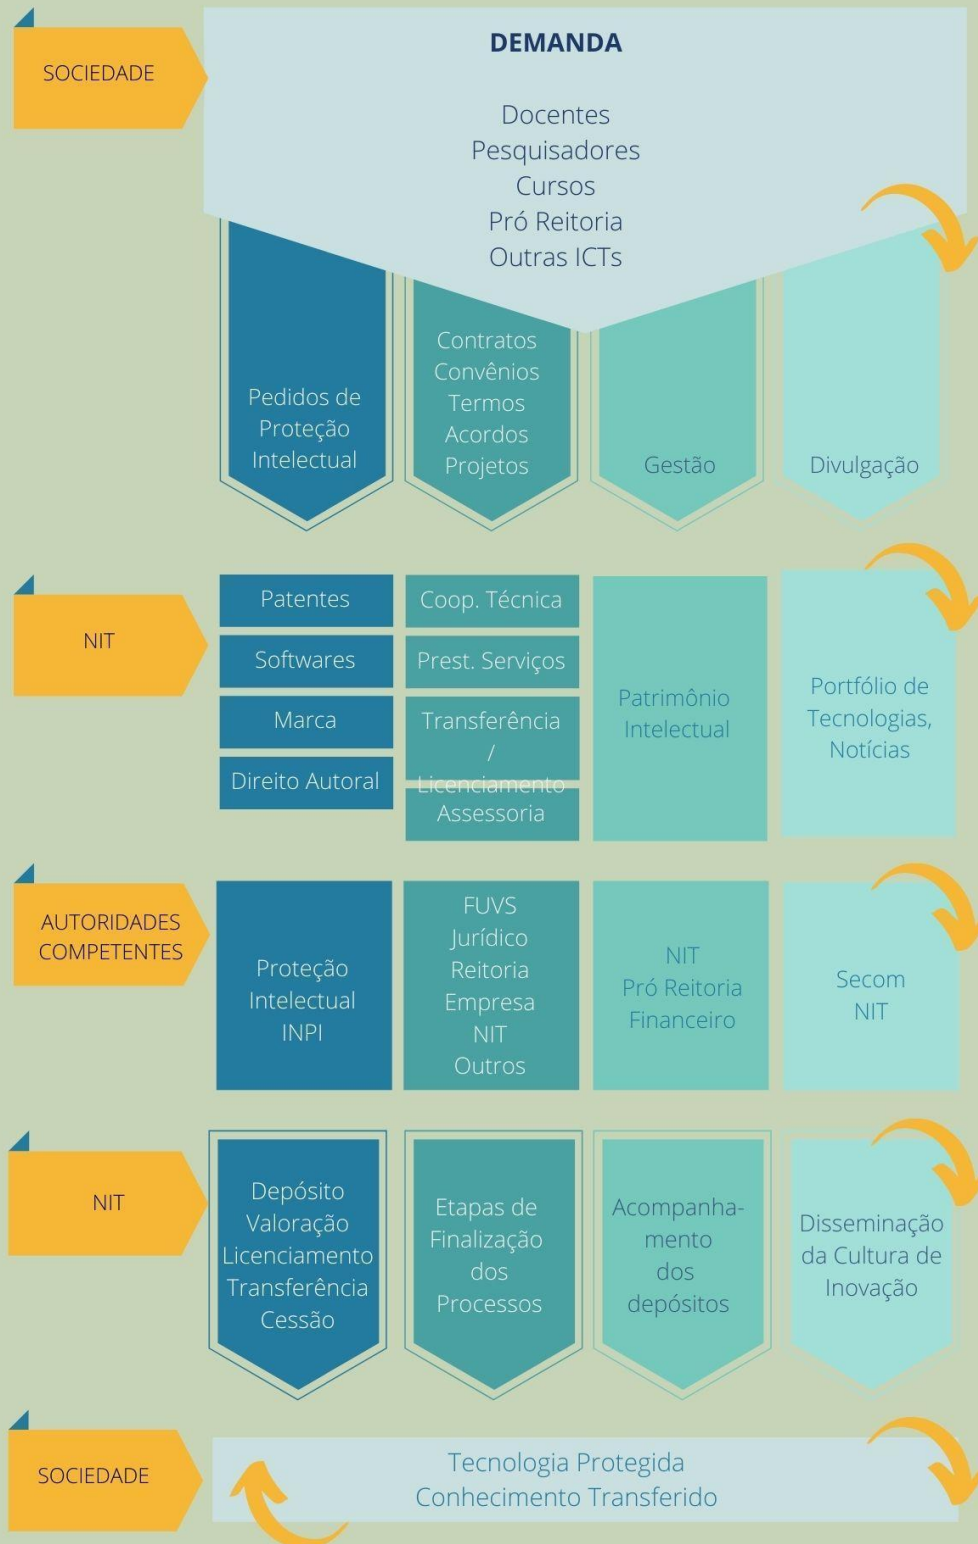 SOCIEDADE
DEMANDA
Docentes
Pesquisadores
Cursos
Pró Reitoria
Outras ICTs
Pedidos de
Proteção
Intelectual
Contratos
Convênios
Termos
Acordos
Projetos
Gestão
Divulgação
NIT
Patentes
Softwares
Marca
Direito Autoral
Coop. Técnica
Prest. Serviços
Transferência
/
Licenciamento
Assessoria
Patrimônio
Intelectual
Portfólio de
Tecnologias,
Notícias
AUTORIDADES
COMPETENTES
Proteção
Intelectual
INPI
FUVS
Jurídico
Reitoria
Empresa
NIT
Outros
NIT
Pró Reitoria
Financeiro
Secom
NIT
NIT
Depósito
Valoração
Licenciamento
Transferência
Cessão
Etapas de
Finalização
dos
Processos
Acompanha-
mento
dos
depósitos
Disseminação
da Cultura de
Inovação
SOCIEDADE
Tecnologia Protegida
Conhecimento Transferido